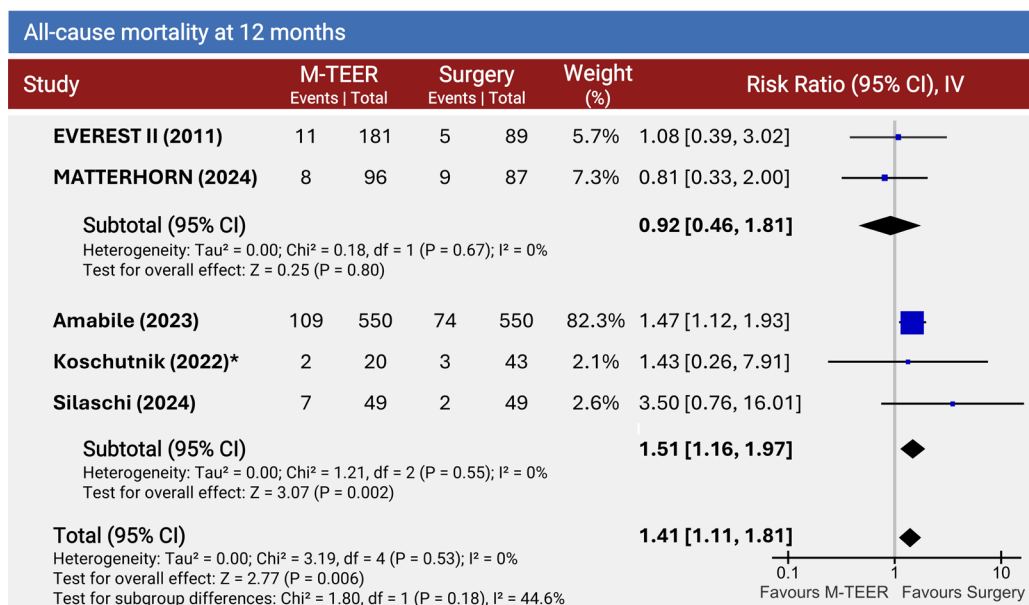 All-cause mortality at 12 months
Study M-TEER Surgery Weight Risk Ratio (95% CI), IV
Events | Total Events | Total (%)
EVEREST II (2011) 11 181 5 89 5.7% 1.08 [0.39, 3.02]
MATTERHORN (2024) 8 96 9 87 7.3% 0.81 [0.33, 2.00]
Subtotal (95% CI) 0.92 [0.46, 1.81]
Heterogeneity: Tau² = 0.00; Chi² = 0.18, df = 1 (P = 0.67); I² = 0%
Test for overall effect: Z = 0.25 (P = 0.80)
Amabile (2023) 109 550 74 550 82.3% 1.47 [1.12, 1.93]
Koschutnik (2022)* 2 20 3 43 2.1% 1.43 [0.26, 7.91]
Silaschi (2024) 7 49 2 49 2.6% 3.50 [0.76, 16.01]
Subtotal (95% CI) 1.51 [1.16, 1.97]
Heterogeneity: Tau² = 0.00; Chi² = 1.21, df = 2 (P = 0.55); I² = 0%
Test for overall effect: Z = 3.07 (P = 0.002)
Total (95% CI) 1.41 [1.11, 1.81]
Heterogeneity: Tau² = 0.00; Chi² = 3.19, df = 4 (P = 0.53); I² = 0%
Test for overall effect: Z = 2.77 (P = 0.006)
Test for subgroup differences: Chi² = 1.80, df = 1 (P = 0.18), I² = 44.6%
0.1 1 10
Favours M-TEER Favours Surgery